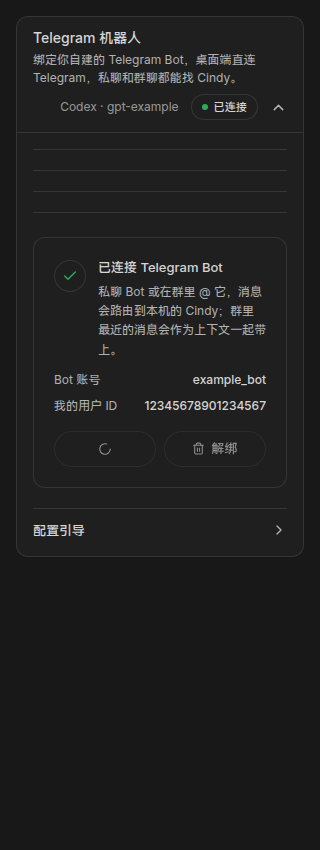 Telegram 机器人
绑定你自建的 Telegram Bot，桌面端直连
Telegram，私聊和群聊都能找 Cindy。
Codex · gpt-example
已连接
已连接 Telegram Bot
私聊 Bot 或在群里 @ 它，消息
会路由到本机的 Cindy；群里
最近的消息会作为上下文一起带
上。
Bot 账号 example_bot
我的用户 ID 12345678901234567
解绑
配置引导